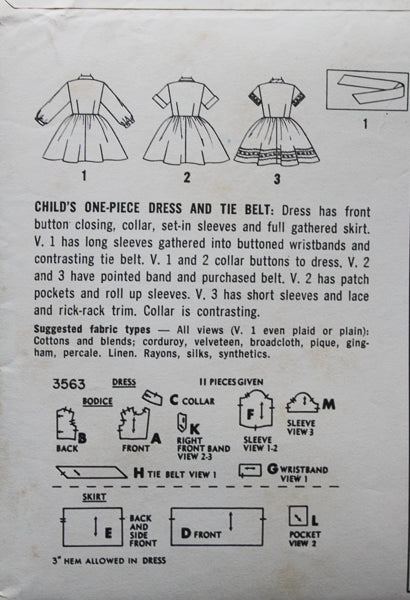 1
2
3
1
CHILD'S ONE-PIECE DRESS AND TIE BELT: Dress has front
button closing, collar, set-in sleeves and full gathered skirt.
V. 1 has long sleeves gathered into buttoned wristbands and
contrasting tie belt. V. 1 and 2 collar buttons to dress. V. 2
and 3 have pointed band and purchased belt. V. 2 has patch
pockets and roll up sleeves. V. 3 has short sleeves and lace
and rick-rack trim. Collar is contrasting.
Suggested fabric types — All views (V. 1 even plaid or plain):
Cottons and blends; corduroy, velveteen, broadcloth, pique, ging-
ham, percale. Linen. Rayons, silks, synthetics.
3563 DRESS 11 PIECES GIVEN
BODICE
C COLLAR
B
BACK
A
FRONT
K
RIGHT
FRONT BAND
VIEW 2-3
F
SLEEVE
VIEW 1-2
M
SLEEVE
VIEW 3
H TIE BELT VIEW 1
G WRISTBAND
VIEW 1
SKIRT
E
BACK
AND
SIDE
FRONT
D FRONT
L
POCKET
VIEW 2
3" HEM ALLOWED IN DRESS